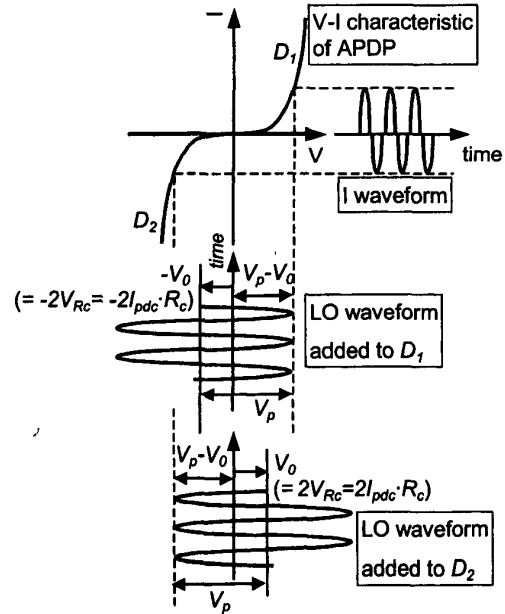 I
V-I characteristic
of APDP
D1
V
time
I waveform
D2
time
-V0
Vp-V0
(= -2VRc= -2Ipdc·Rc)
LO waveform
added to D1
Vp
Vp-V0
V0
(= 2VRc=2Ipdc·Rc)
LO waveform
added to D2
Vp